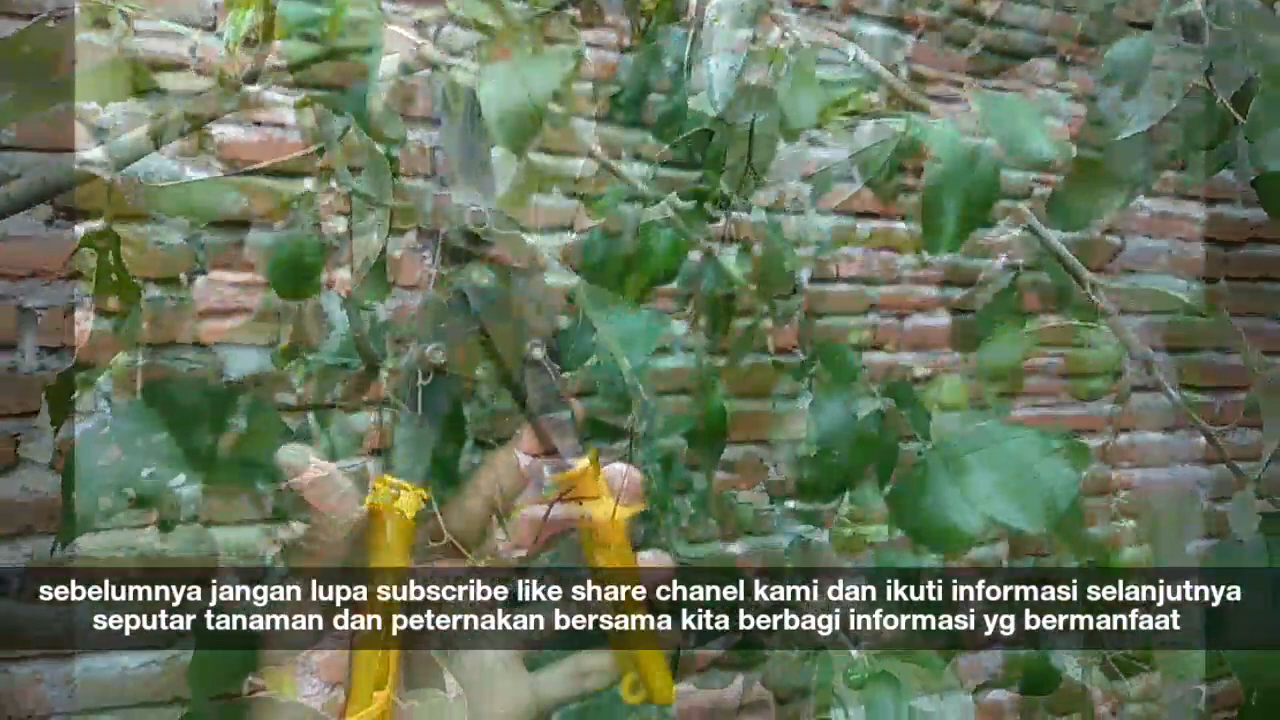 sebelumnya jangan lupa subscribe like share chanel kami dan ikuti informasi selanjutnya
seputar tanaman dan peternakan bersama kita berbagi informasi yg bermanfaat